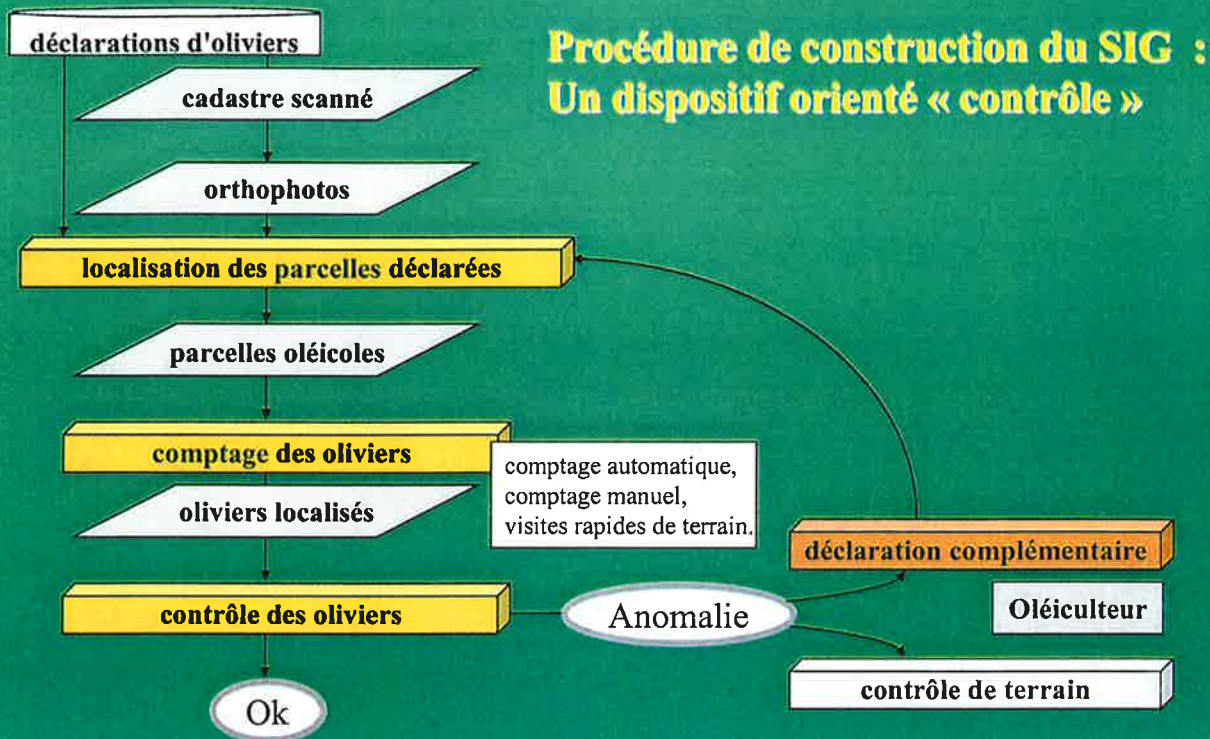 Procédure de construction du SIG :
Un dispositif orienté « contrôle »
déclarations d'oliviers
cadastre scanné
orthophotos
localisation des parcelles déclarées
parcelles oléicoles
comptage des oliviers
comptage automatique,
comptage manuel,
visites rapides de terrain.
oliviers localisés
contrôle des oliviers
Anomalie
déclaration complémentaire
Oléiculteur
contrôle de terrain
Ok